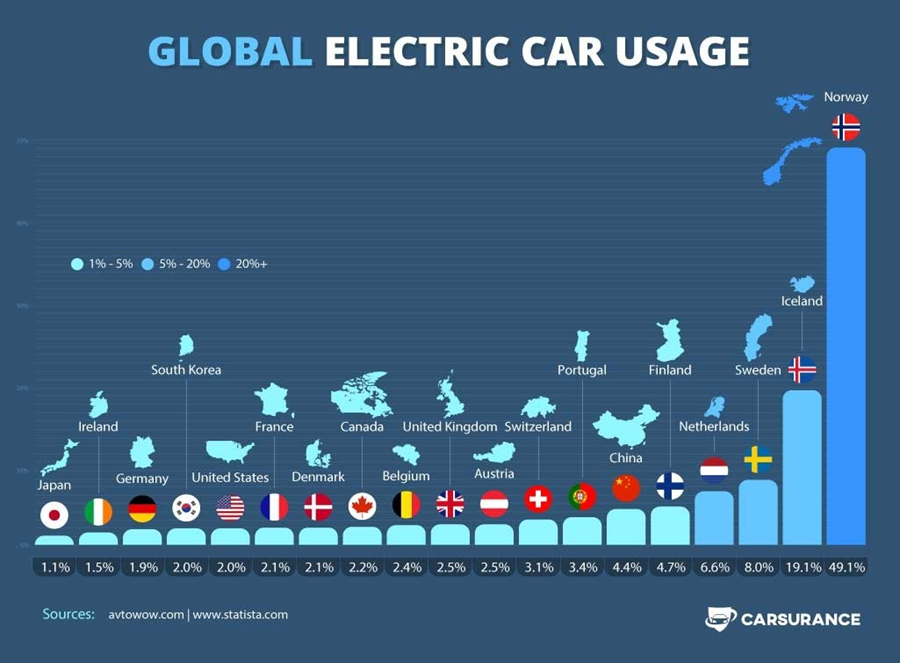 GLOBAL ELECTRIC CAR USAGE
Norway
1% - 5%
5% - 20%
20%+
Iceland
South Korea
Portugal
Finland
Sweden
Ireland
France
Canada
United Kingdom
Switzerland
Netherlands
Japan
Germany
United States
Denmark
Belgium
Austria
China
1.1% 1.5% 1.9% 2.0% 2.0% 2.1% 2.1% 2.2% 2.4% 2.5% 2.5% 3.1% 3.4% 4.4% 4.7% 6.6% 8.0% 19.1% 49.1%
Sources: avtowow.com | www.statista.com
CARSURANCE